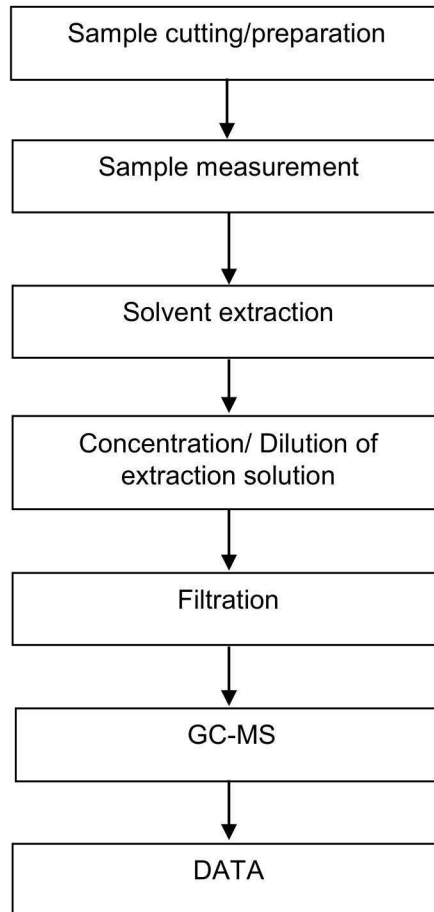 Sample cutting/preparation
Sample measurement
Solvent extraction
Concentration/ Dilution of
extraction solution
Filtration
GC-MS
DATA